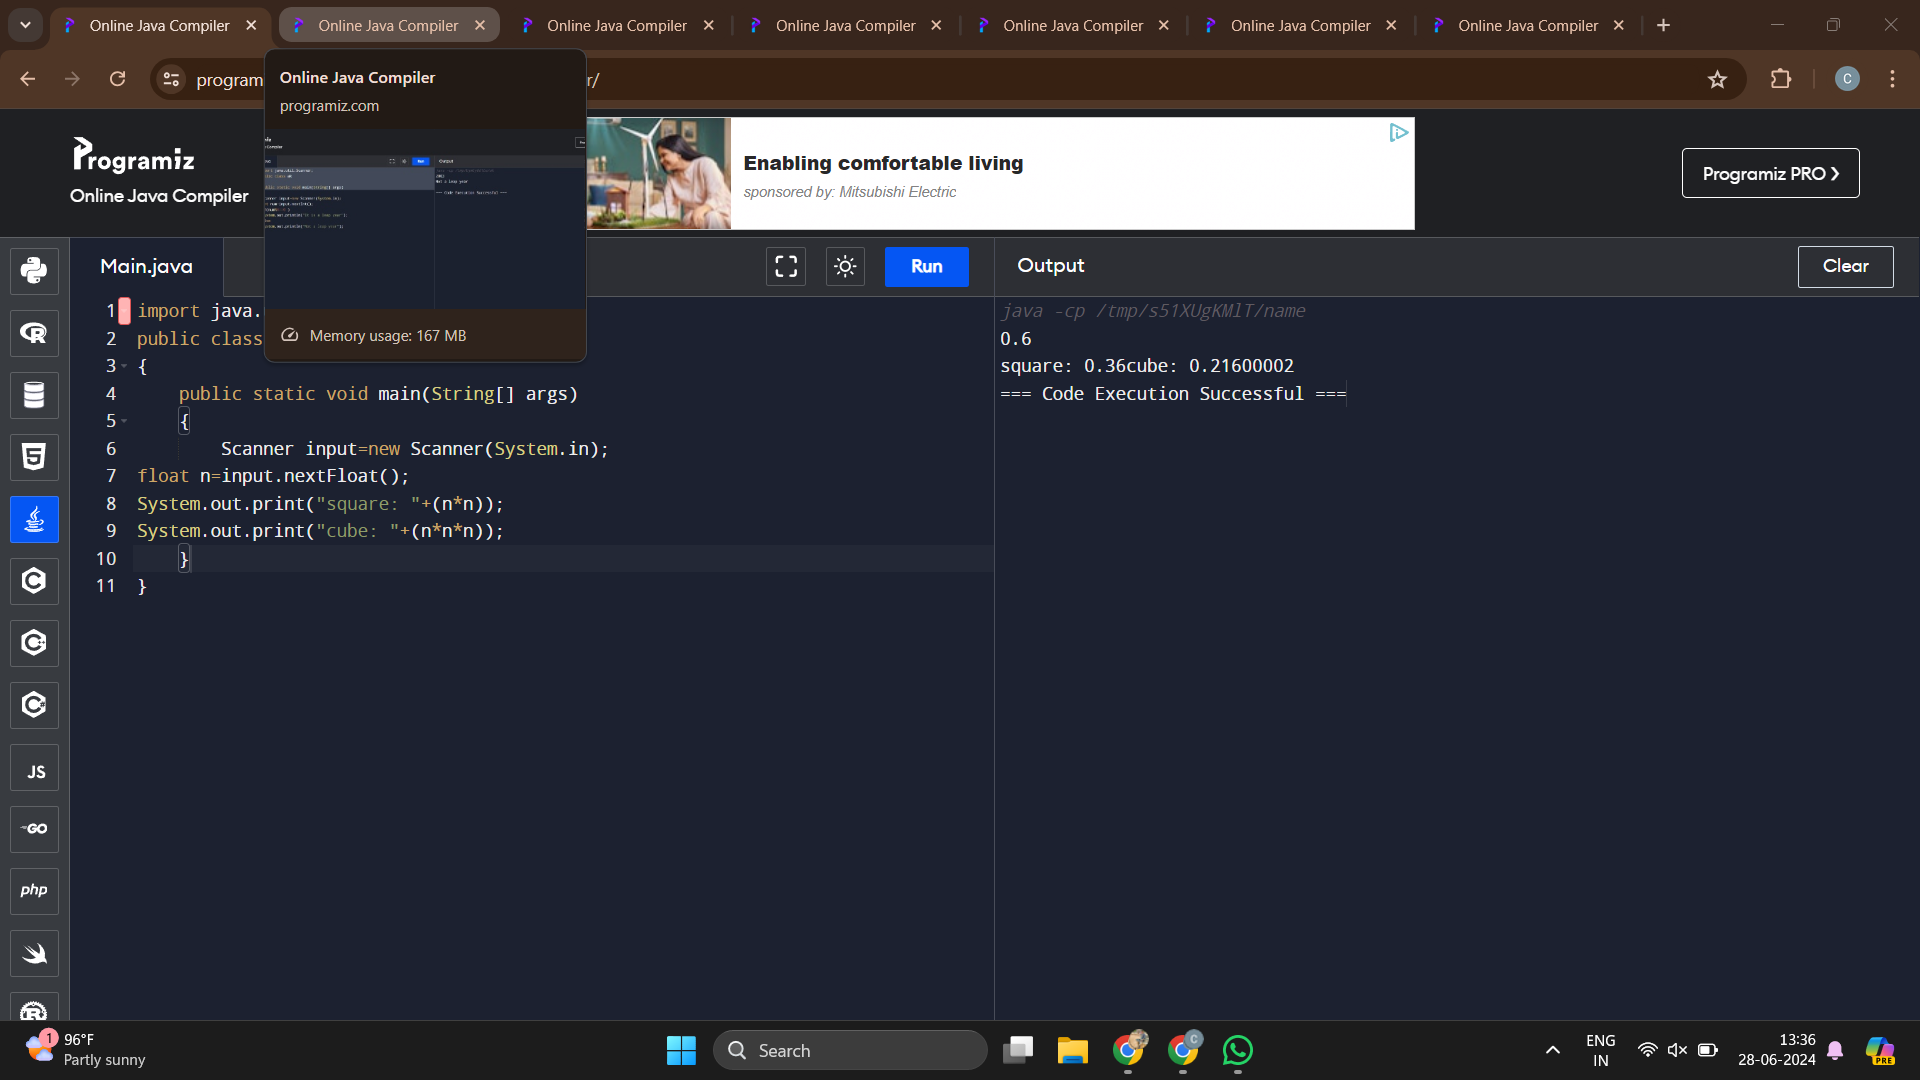 Online Java Compiler
Online Java Compiler
Online Java Compiler
Online Java Compiler
Online Java Compiler
Online Java Compiler
Online Java Compiler
program
r/
C
Online Java Compiler
programiz.com
Output
Run
Memory usage: 167 MB
Programiz
Online Java Compiler
Enabling comfortable living
sponsored by: Mitsubishi Electric
Programiz PRO
Main.java
Run
Output
Clear
1 import java.
2 public class
3 {
4 public static void main(String[] args)
5 {
6 Scanner input=new Scanner(System.in);
7 float n=input.nextFloat();
8 System.out.print("square: "+(n*n));
9 System.out.print("cube: "+(n*n*n));
10 }
11 }
java -cp /tmp/s51XUgKMlT/name
0.6
square: 0.36cube: 0.21600002
=== Code Execution Successful ===
R
5
C
C
C
JS
GO
php
R
1
96°F
Partly sunny
Search
C
ENG
IN
13:36
28-06-2024
PRE